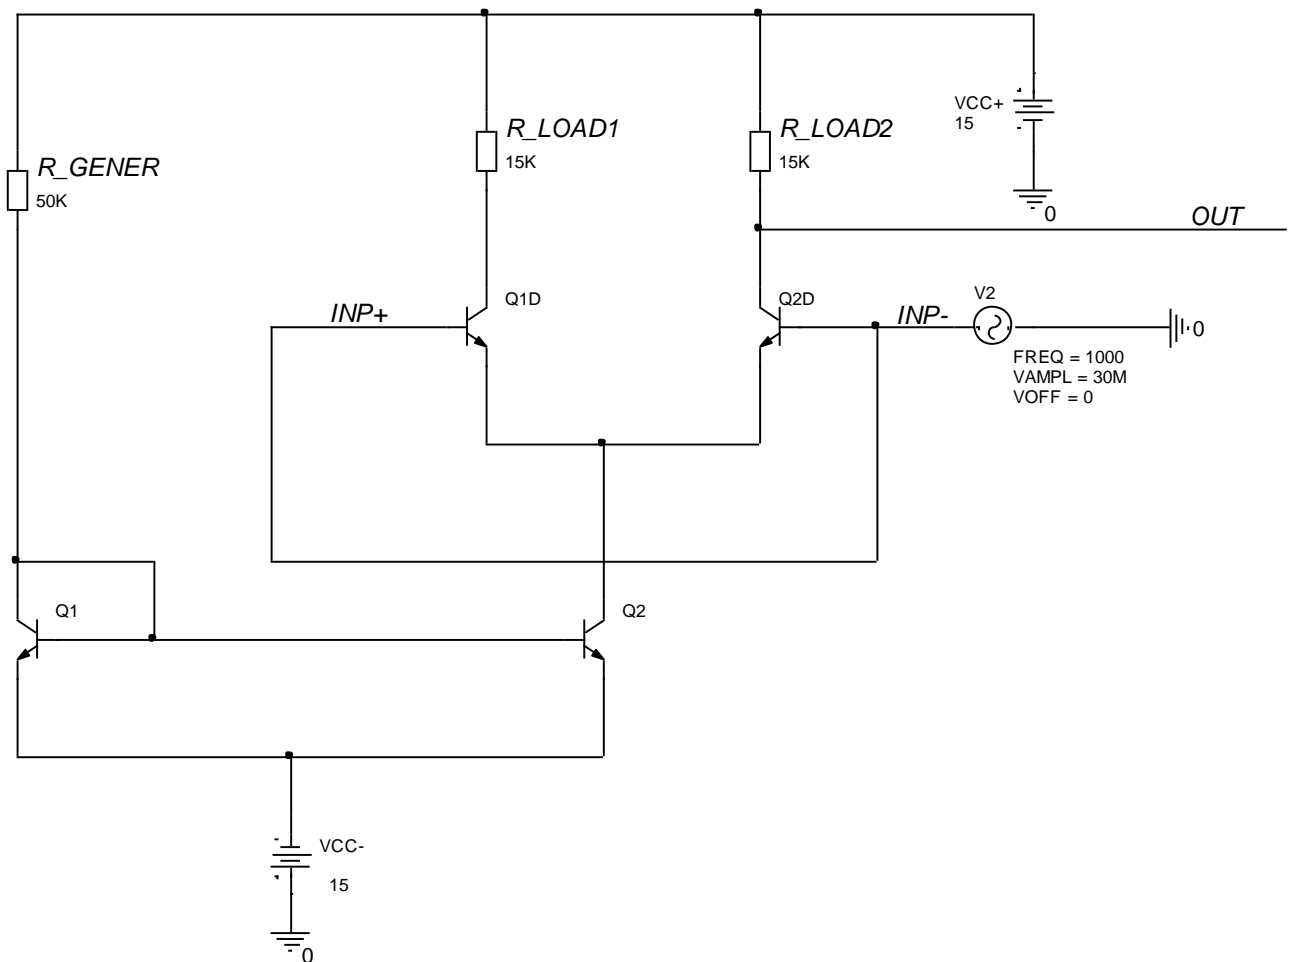 R_LOAD1
15K
R_LOAD2
15K
VCC+
15
R_GENER
50K
0
OUT
Q1D
Q2D
V2
INP+
INP-
0
FREQ = 1000
VAMPL = 30M
VOFF = 0
Q1
Q2
VCC-
15
0